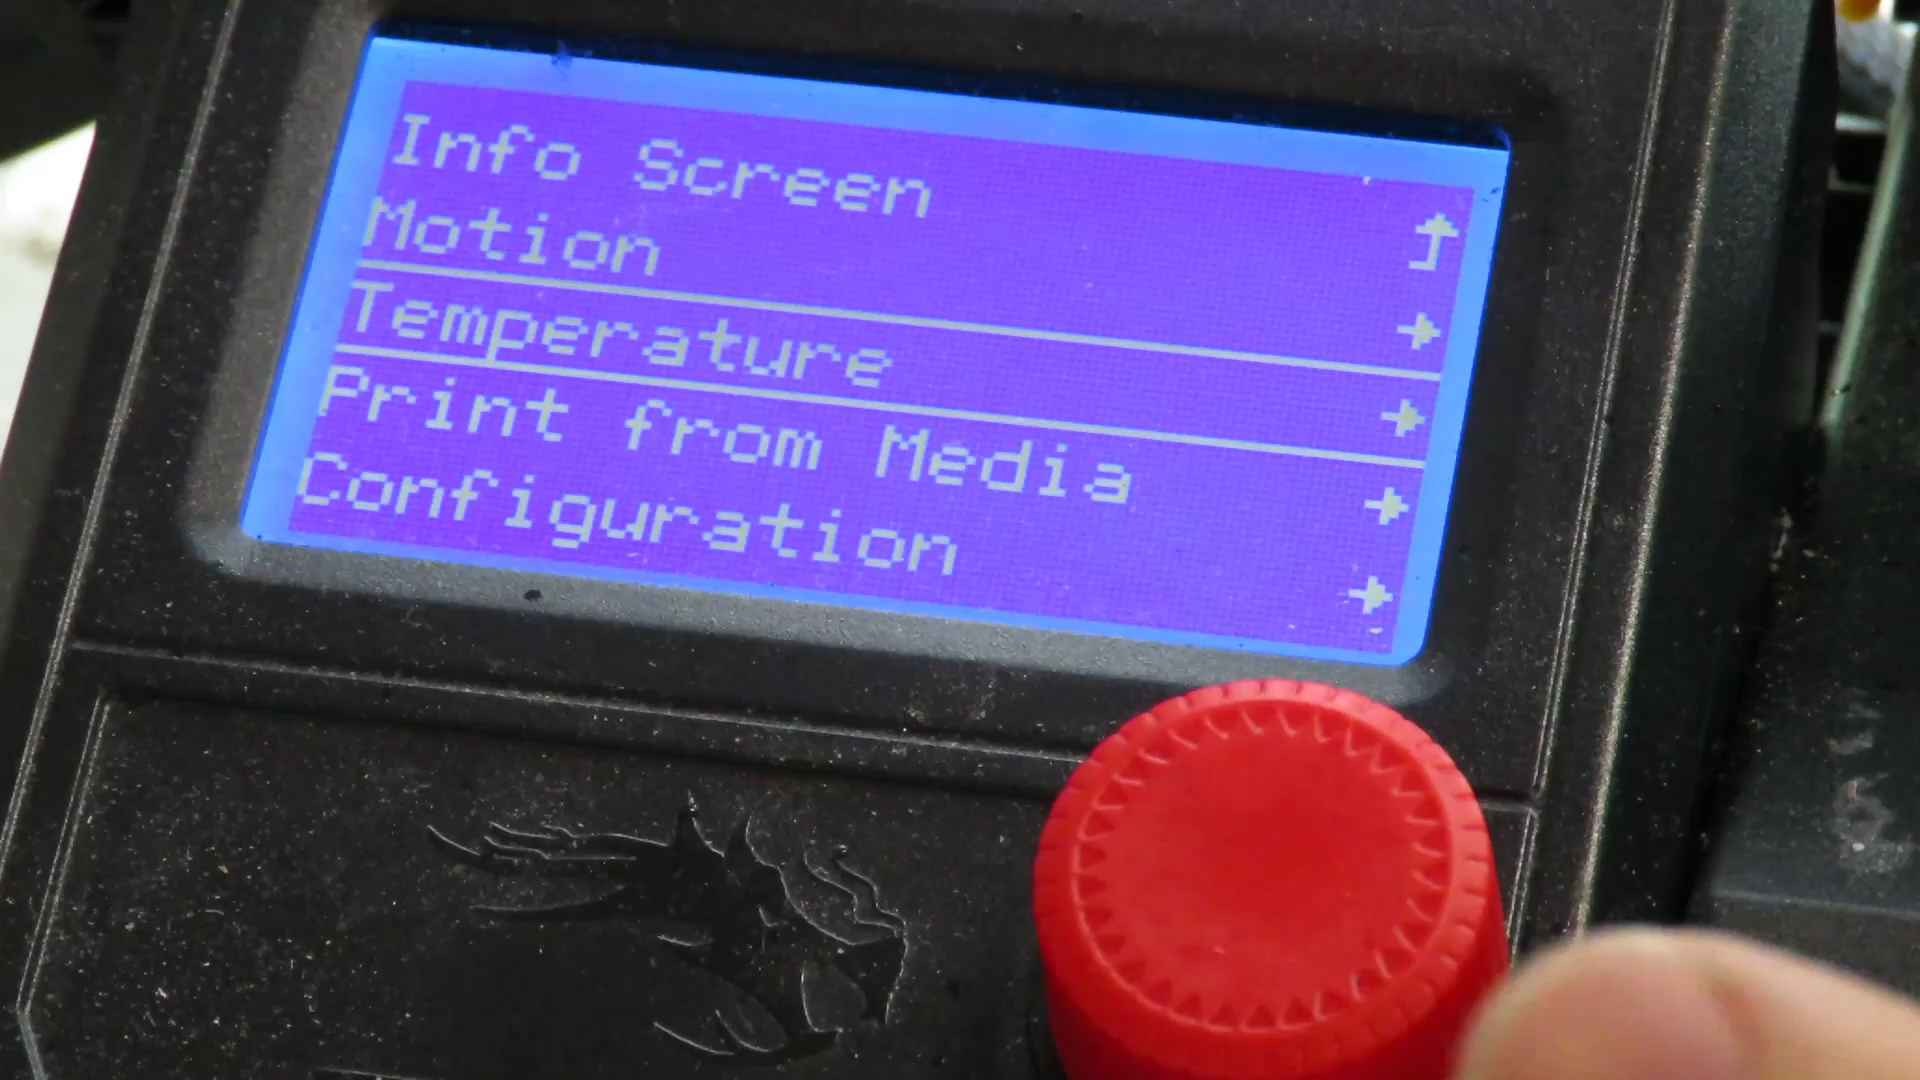 Info Screen
Motion
Temperature
Print from Media
Configuration